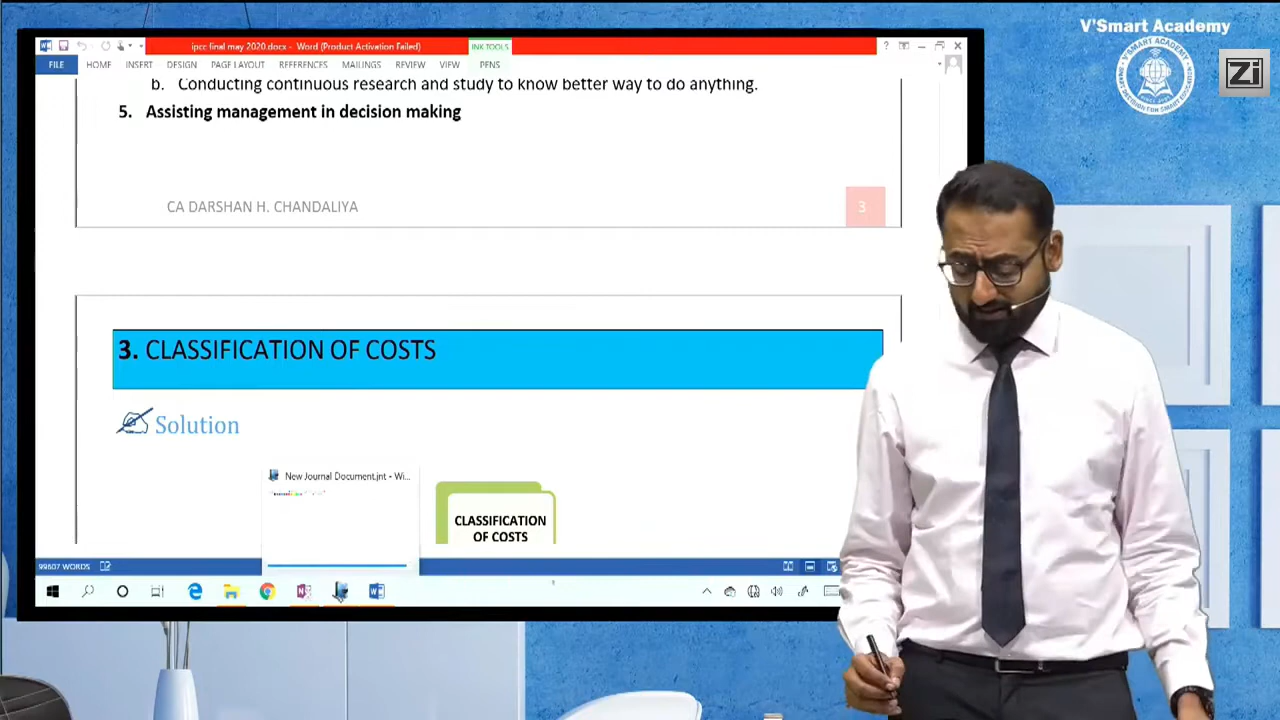 V'Smart Academy
Zi
ipcc final may 2020.docx - Word (Product Activation Failed)
INK TOOLS
FILE HOME INSERT DESIGN PAGE LAYOUT REFERENCES MAILINGS REVIEW VIEW PENS
b. Conducting continuous research and study to know better way to do anything.
5. Assisting management in decision making
CA DARSHAN H. CHANDALIYA
3
3. CLASSIFICATION OF COSTS
Solution
New Journal Document.jnt - Wi...
CLASSIFICATION
OF COSTS
99607 WORDS